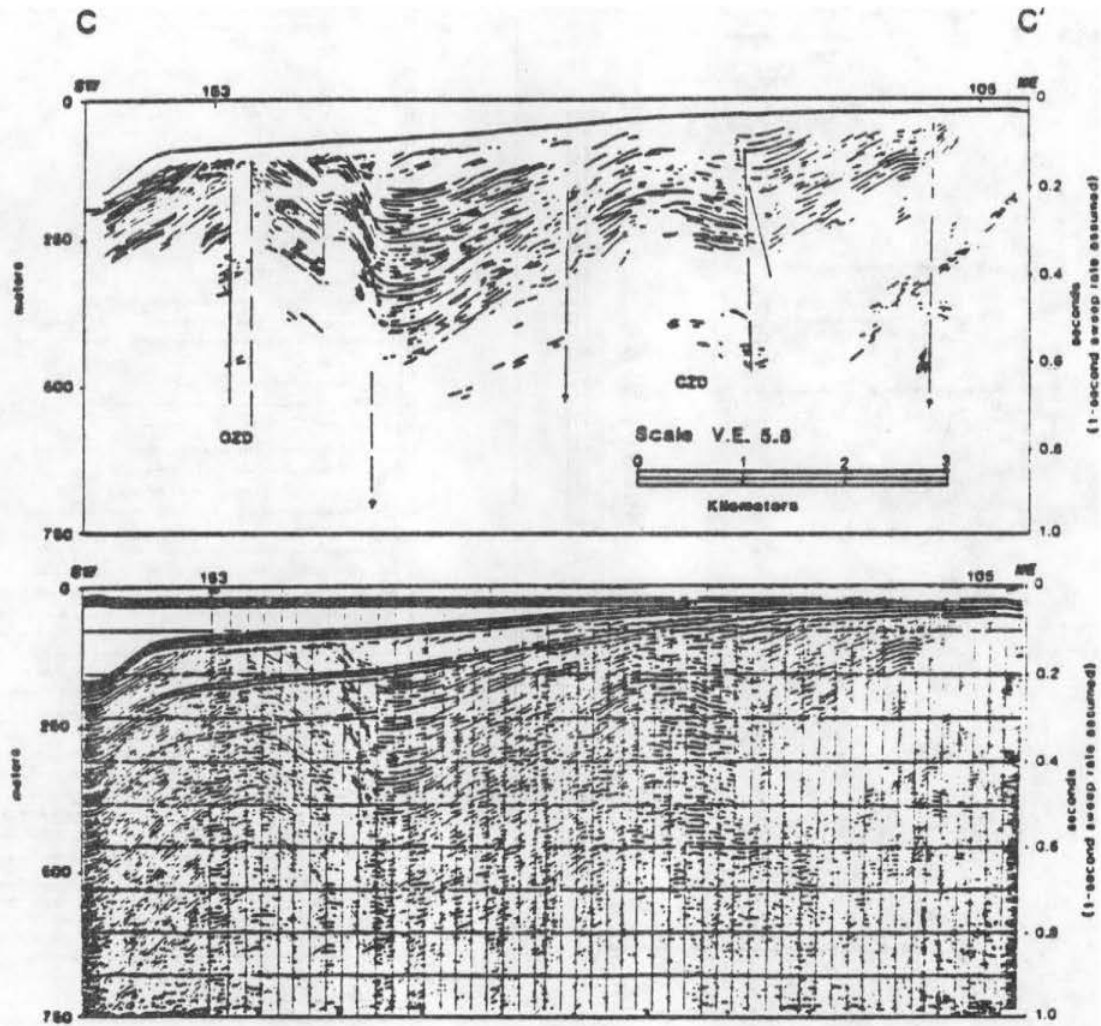 C C'
SW 163 105 NE
0 0
0.2
250
meters
0.4
seconds
(1-second sweep rate assumed)
0.6
600
CZD
OZD
Scale V.E. 5.8
0.8
0 1 2 3
Kilometers
750 1.0
SW 163 105 NE
0 0
0.2
250
meters
0.4
seconds
(1-second sweep rate assumed)
0.6
600
0.8
750 1.0